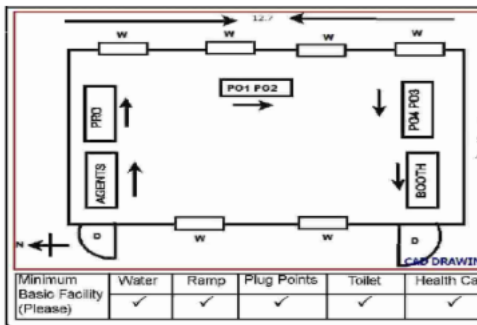 12.7
W W W W
PO1 PO2
PRO
PO4 PO3
AGENTS
BOOTH
D W W D
N
CAD DRAWIN
Minimum Basic Facility (Please) Water Ramp Plug Points Toilet Health Ca
✓ ✓ ✓ ✓ ✓